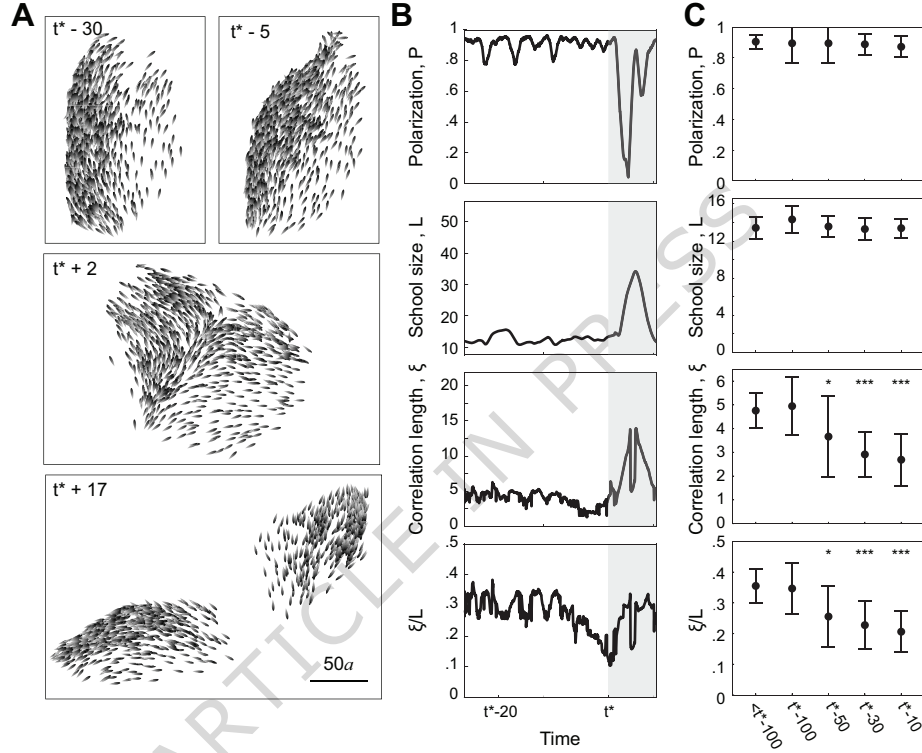 A
B
C
t* - 30
t* - 5
t* + 2
t* + 17
50a
Polarization, P
1
.8
.6
.4
.2
0
School size , L
50
40
30
20
10
Correlation length , ξ
20
15
10
5
0
ξ/L
.5
.4
.3
.2
.1
0
t*-20
t*
Time
Polarization, P
1
.8
.6
.4
.2
0
School size , L
16
12
8
4
0
Correlation length , ξ
6
5
4
3
2
1
0
* *** ***
ξ/L
.5
.4
.3
.2
.1
0
* *** ***
<t*-100
t*-100
t*-50
t*-30
t*-10
ARTICLE IN PRESS